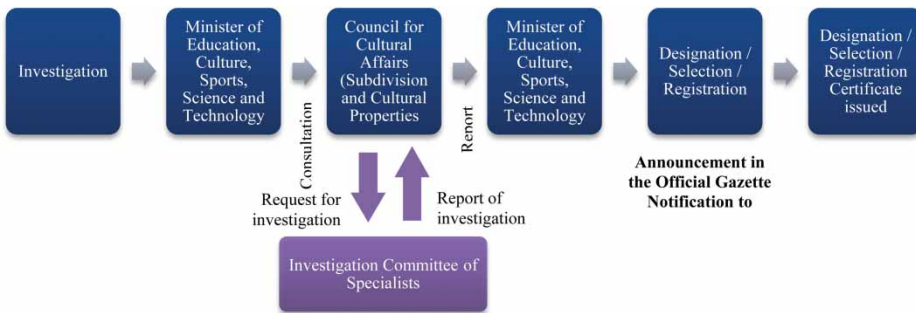 Investigation
Minister of
Education,
Culture,
Sports,
Science and
Technology
Consultation
Council for
Cultural
Affairs
(Subdivision
and Cultural
Properties
Report
Minister of
Education,
Culture,
Sports,
Science and
Technology
Designation /
Selection /
Registration
Designation /
Selection /
Registration
Certificate
issued
Announcement in
the Official Gazette
Notification to
Request for
investigation
Report of
investigation
Investigation Committee of
Specialists